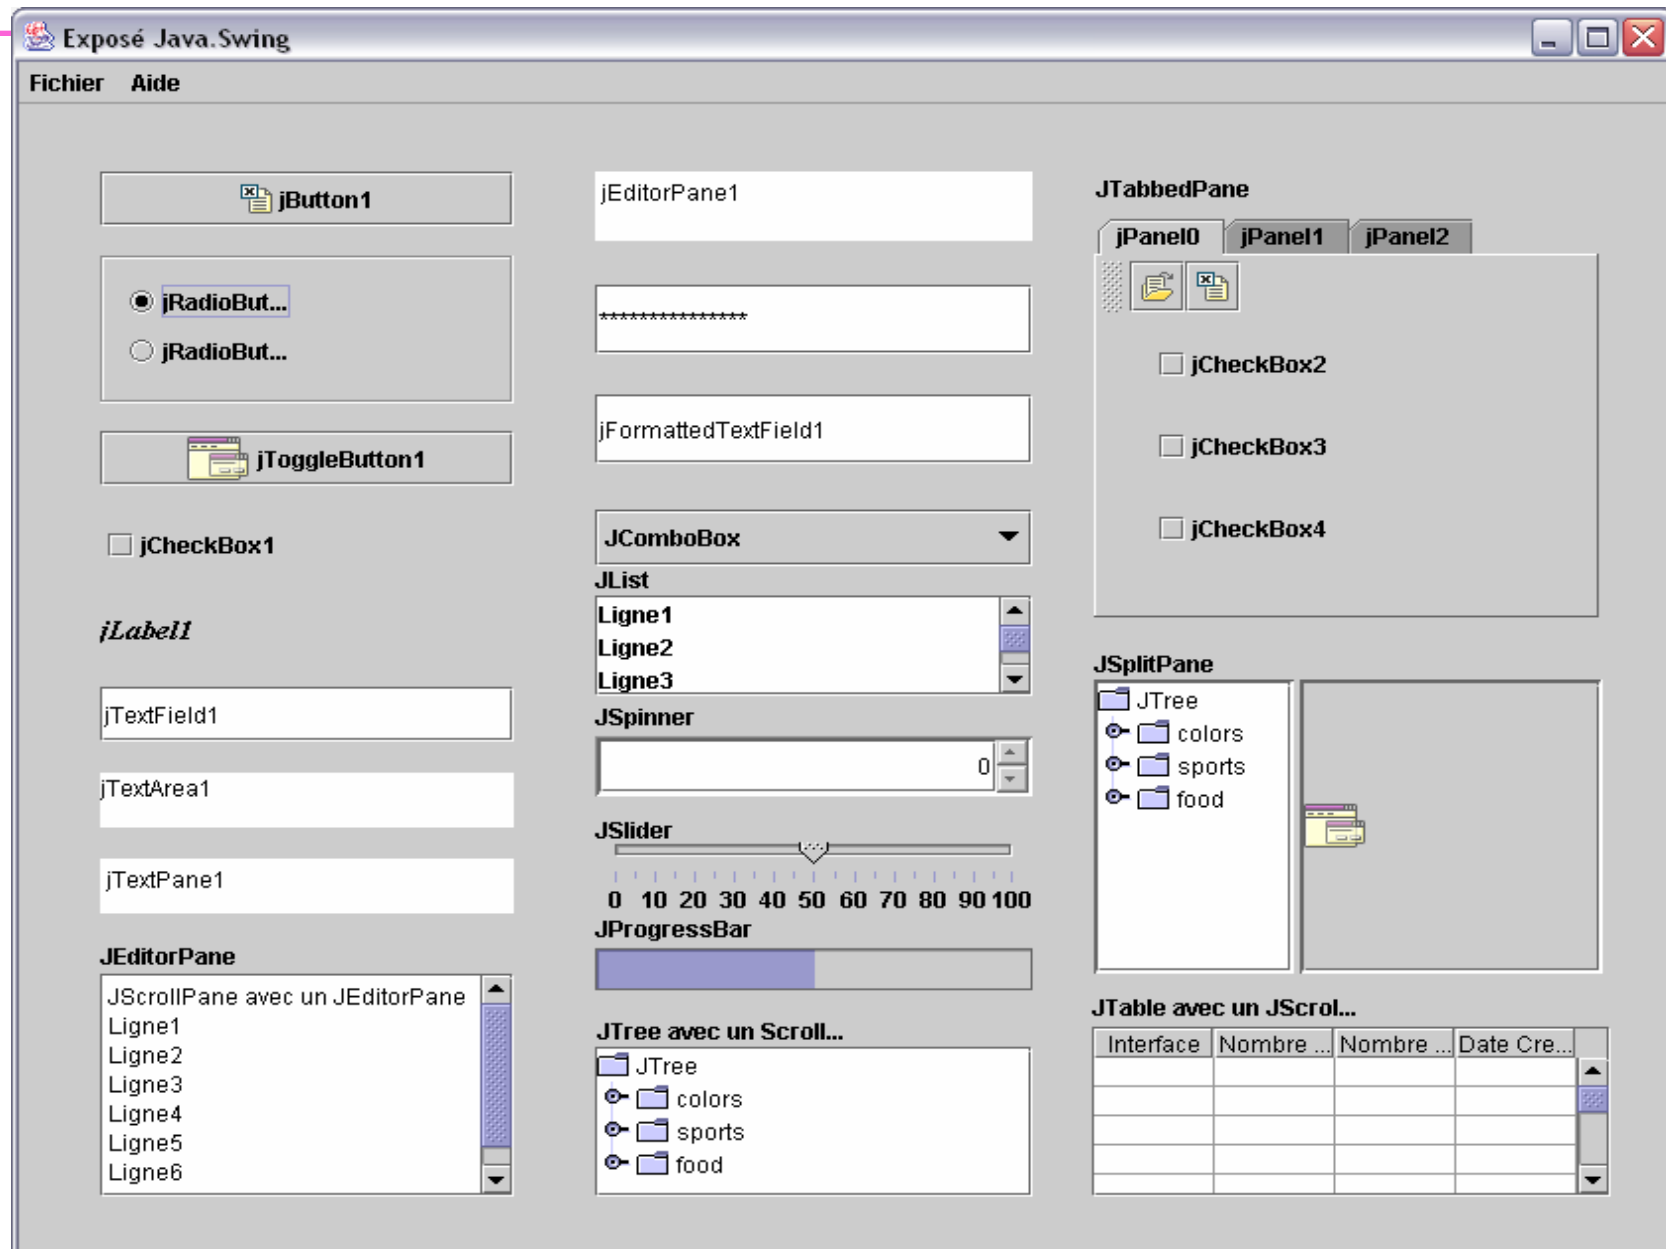 Exposé Java.Swing
Fichier Aide
jButton1
jRadioBut...
jRadioBut...
jToggleButton1
jCheckBox1
jLabel1
jTextField1
jTextArea1
jTextPane1
JEditorPane
JScrollPane avec un JEditorPane
Ligne1
Ligne2
Ligne3
Ligne4
Ligne5
Ligne6
jEditorPane1
***************
jFormattedTextField1
JComboBox
JList
Ligne1
Ligne2
Ligne3
JSpinner
0
JSlider
0 10 20 30 40 50 60 70 80 90 100
JProgressBar
JTree avec un Scroll...
JTree
colors
sports
food
JTabbedPane
jPanel0 jPanel1 jPanel2
jCheckBox2
jCheckBox3
jCheckBox4
JSplitPane
JTree
colors
sports
food
JTable avec un JScrol...
Interface Nombre ... Nombre ... Date Cre...